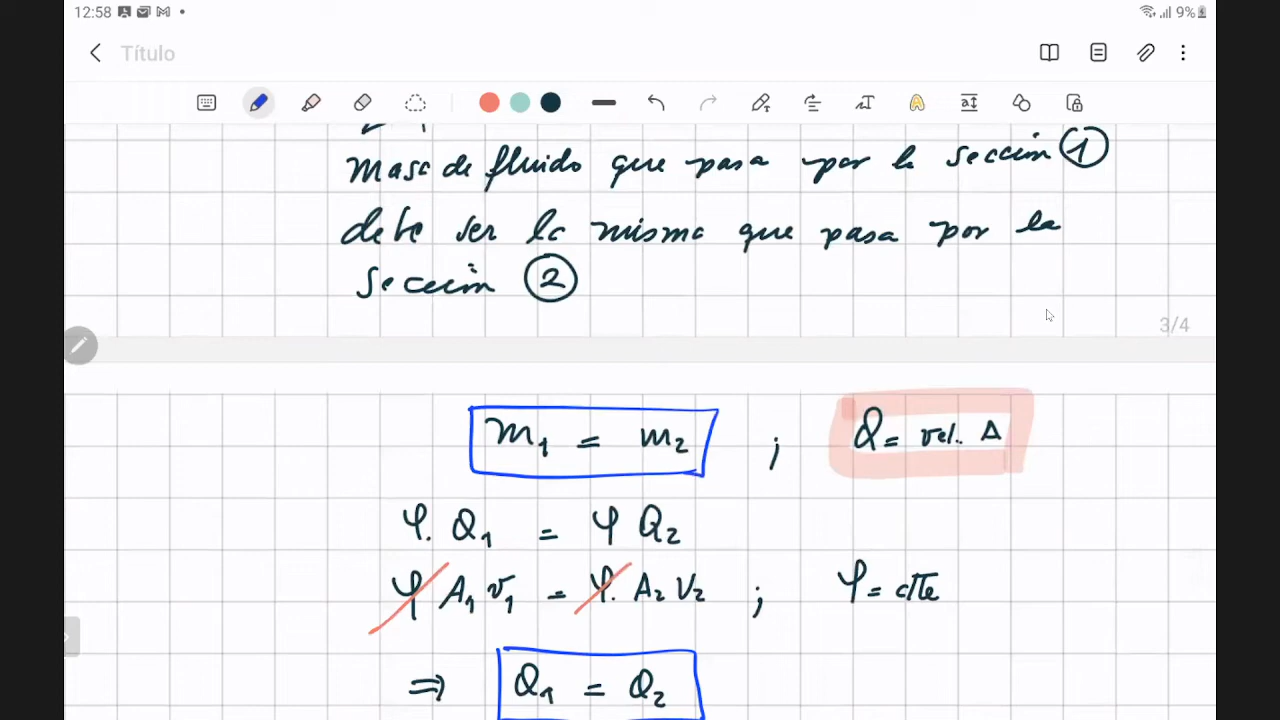 12:58
9%
Título
Masa de fluido que pasa por la sección 1
debe ser la misma que pasa por la
sección 2
3/4
m₁ = m₂ ; Q = vel. A
φ. Q₁ = φ Q₂
φ A₁ v₁ = φ. A₂ V₂ ; φ = cte
⇒ Q₁ = Q₂